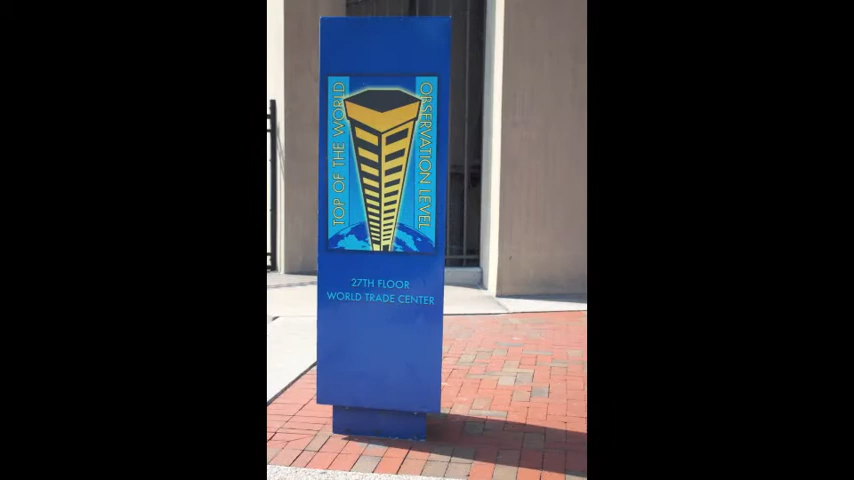 TOP OF THE WORLD
OBSERVATION LEVEL
27TH FLOOR
WORLD TRADE CENTER